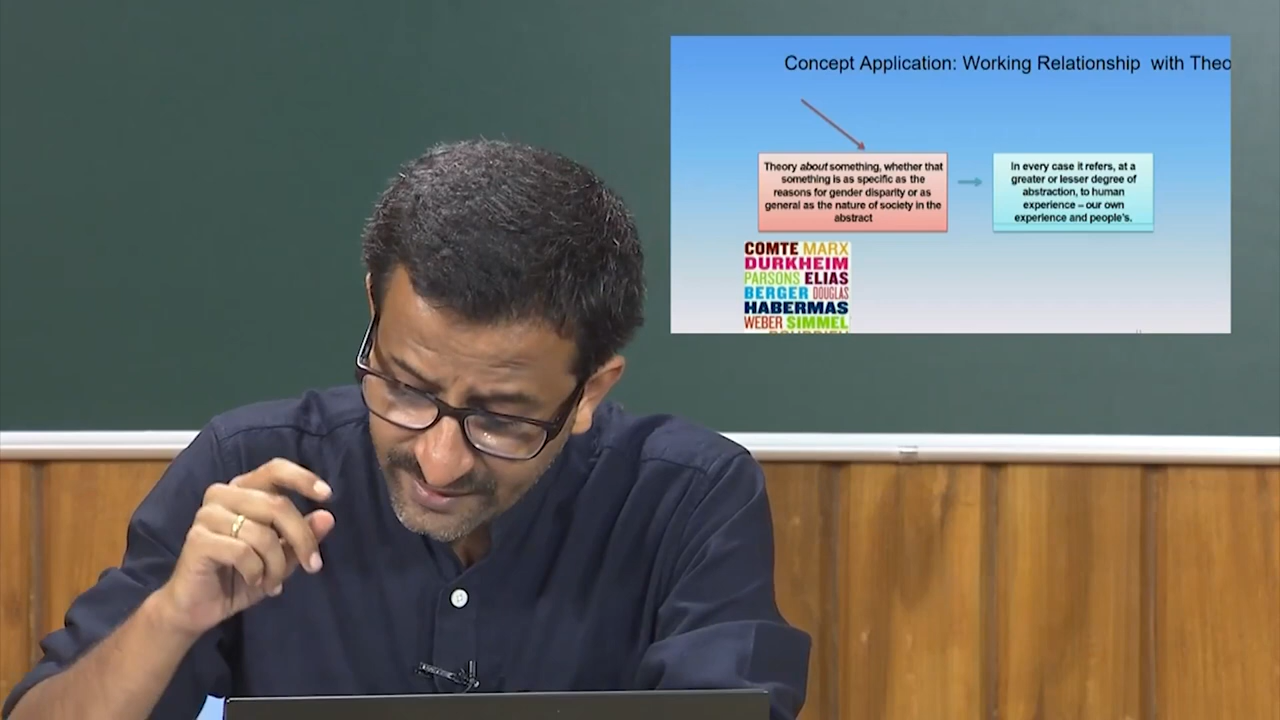 Concept Application: Working Relationship with Theo
Theory about something, whether that
something is as specific as the
reasons for gender disparity or as
general as the nature of society in the
abstract
In every case it refers, at a
greater or lesser degree of
abstraction, to human
experience – our own
experience and people's.
COMTE MARX
DURKHEIM
PARSONS ELIAS
BERGER DOUGLAS
HABERMAS
WEBER SIMMEL